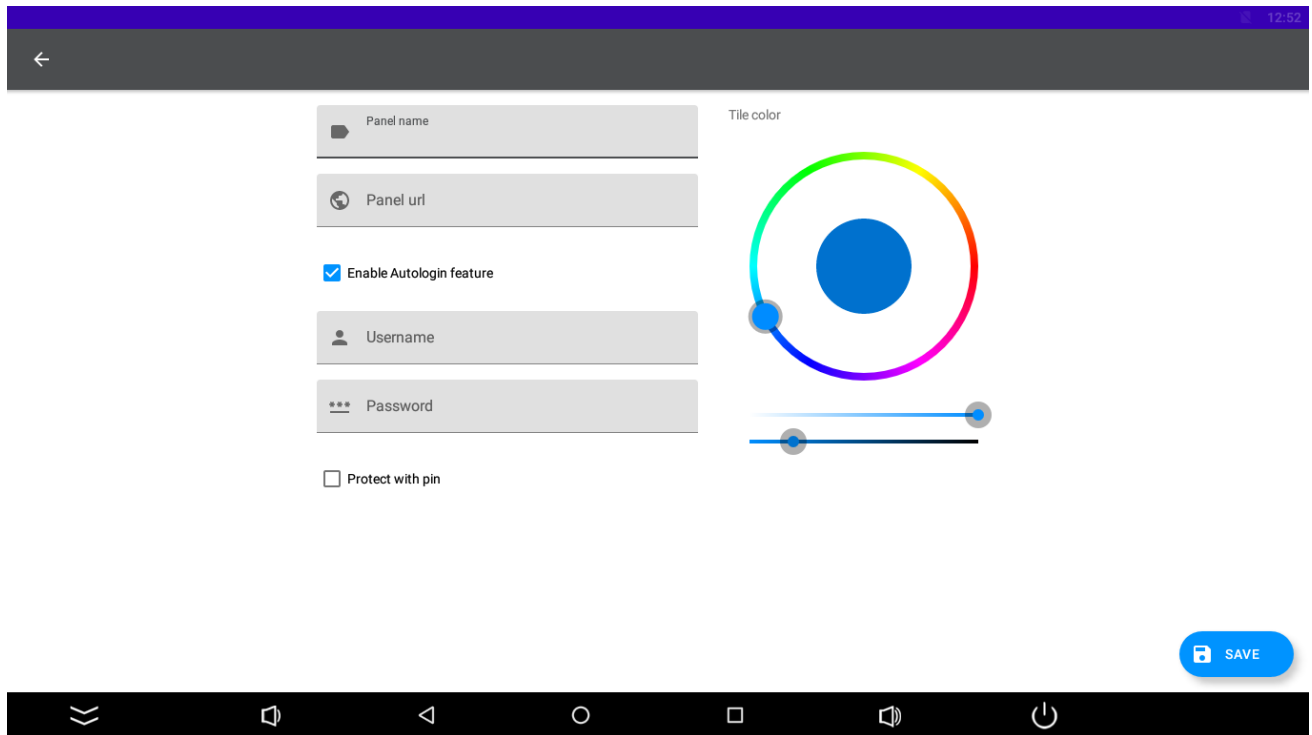 12:52
Panel name
Tile color
Panel url
Enable Autologin feature
Username
Password
Protect with pin
SAVE